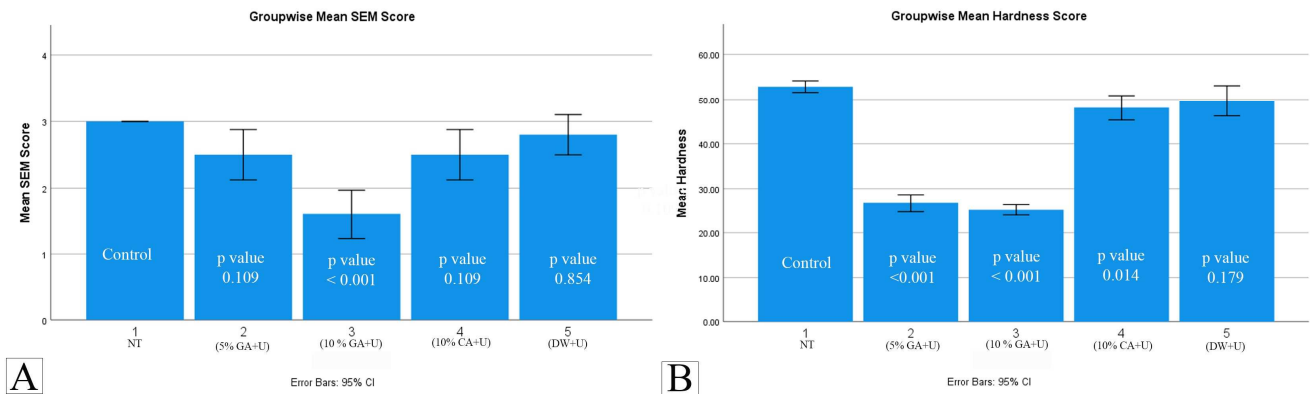 Groupwise Mean SEM Score
Mean SEM Score
4
3
2
1
0
Control
p value
0.109
p value
< 0.001
p value
0.109
p value
0.854
1
NT
2
(5% GA+U)
3
(10 % GA+U)
4
(10% CA+U)
5
(DW+U)
Error Bars: 95% CI
A
Groupwise Mean Hardness Score
Mean Hardness
60.00
50.00
40.00
30.00
20.00
10.00
0.00
Control
p value
<0.001
p value
< 0.001
p value
0.014
p value
0.179
1
NT
2
(5% GA+U)
3
(10 % GA+U)
4
(10% CA+U)
5
(DW+U)
Error Bars: 95% CI
B